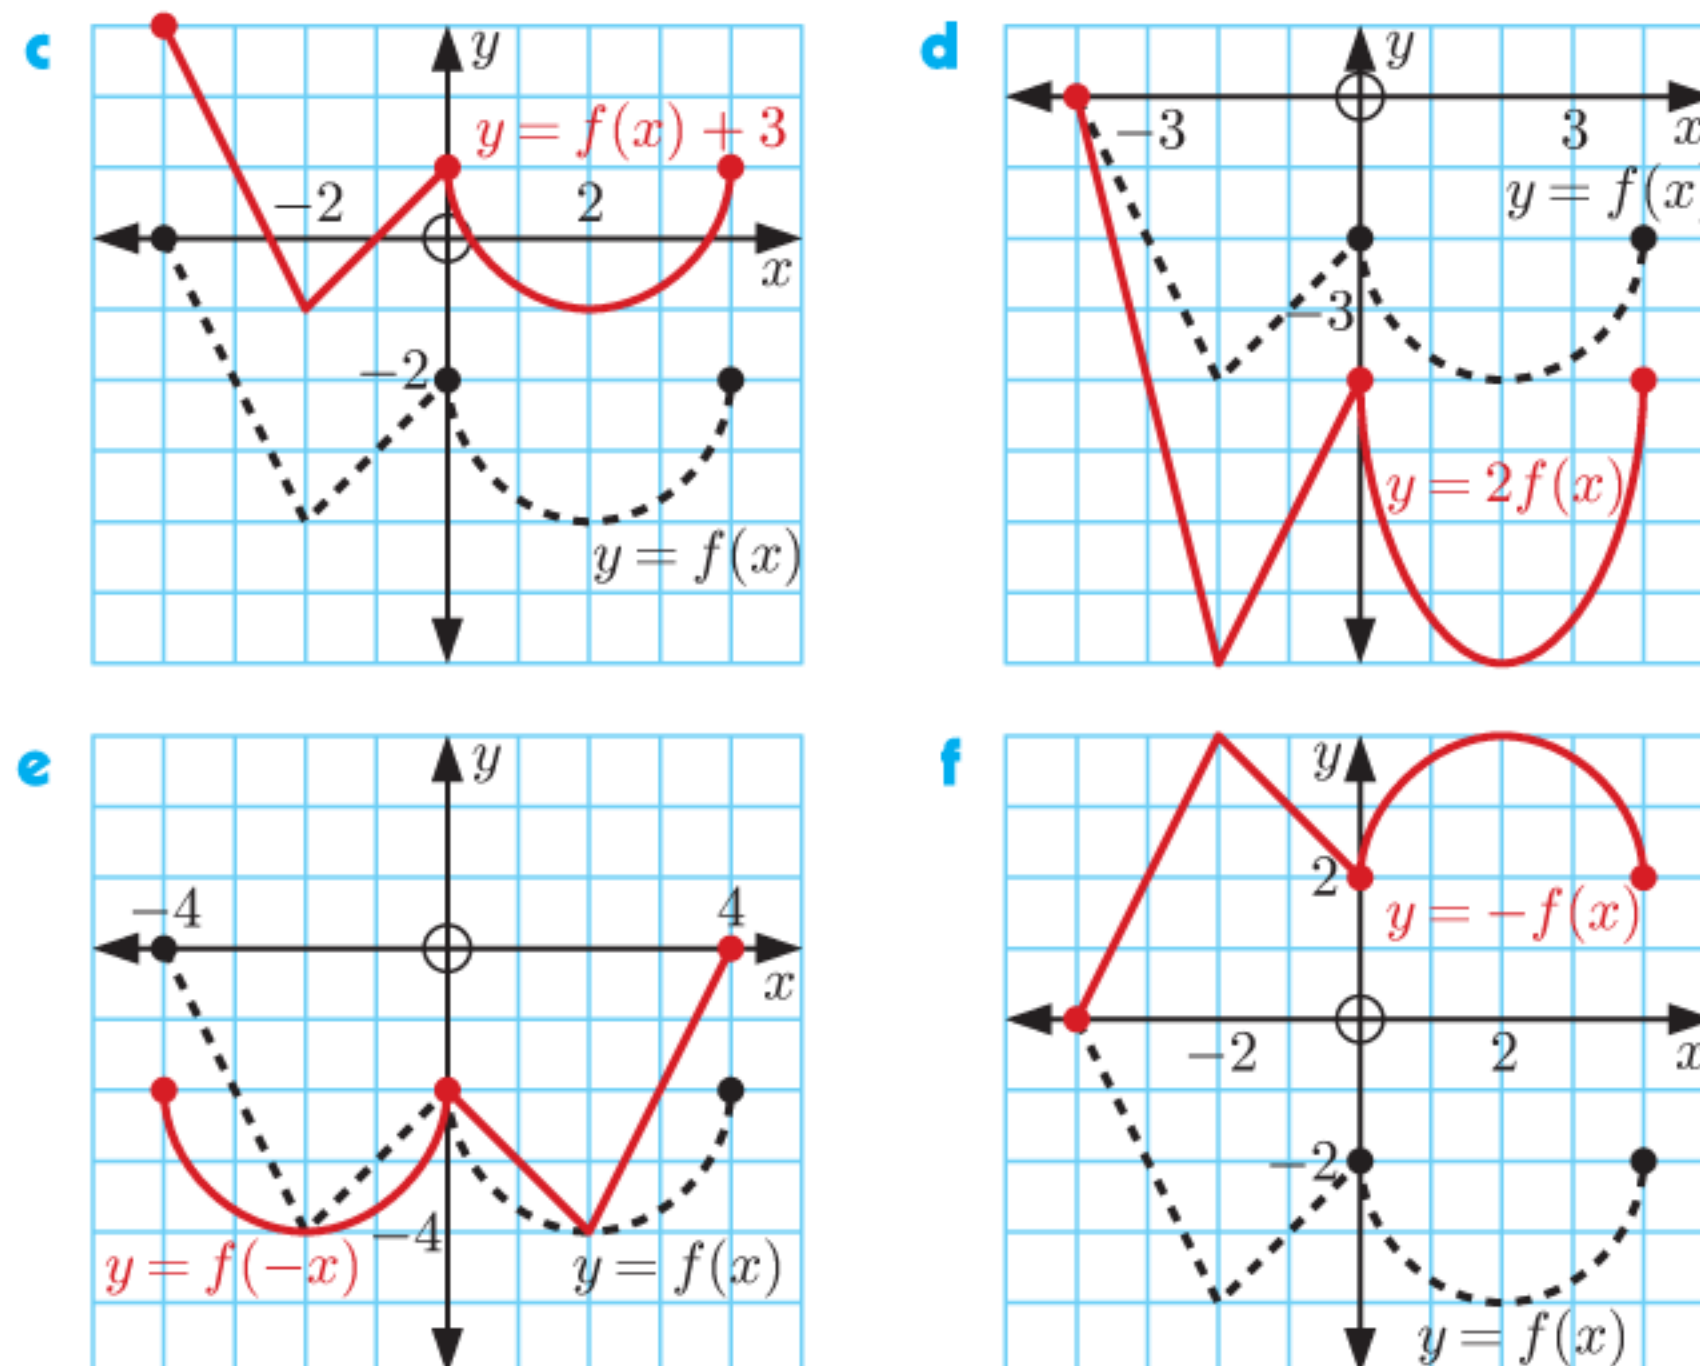 c
y
y = f(x) + 3
−2
2
x
−2
y = f(x)
d
y
−3
3
x
y = f(x)
−3
y = 2f(x)
e
y
−4
4
x
−4
y = f(−x)
y = f(x)
f
y
2
y = −f(x)
−2
2
x
−2
y = f(x)